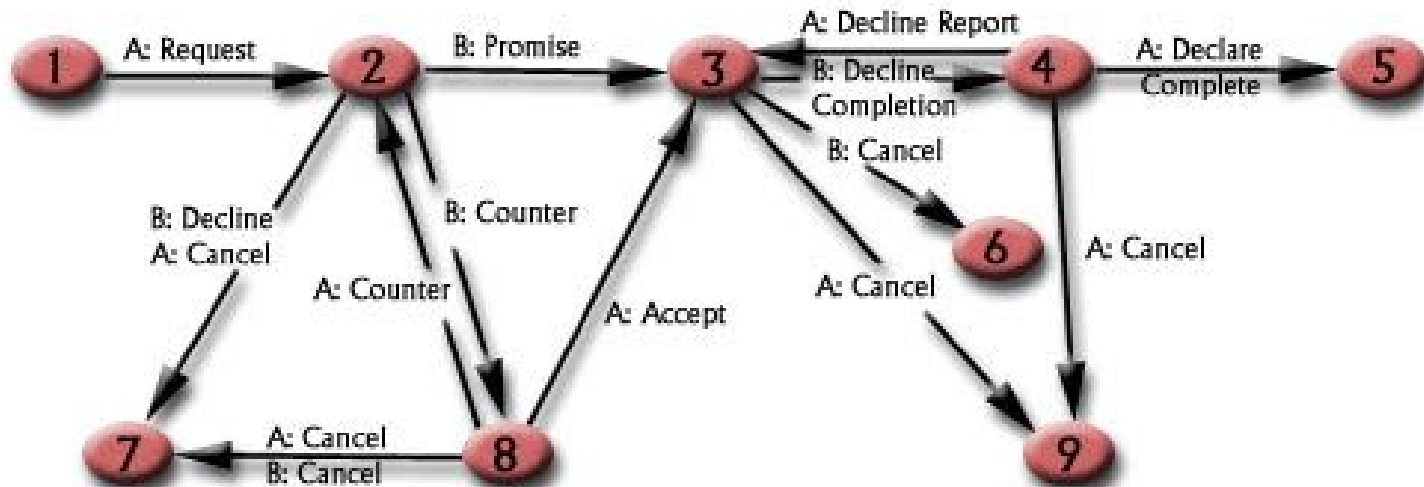 A: Request
B: Promise
A: Decline Report
B: Decline
Completion
A: Declare
Complete
1
2
3
4
5
B: Cancel
B: Decline
A: Cancel
B: Counter
6
A: Cancel
A: Counter
A: Cancel
A: Accept
A: Cancel
B: Cancel
7
8
9